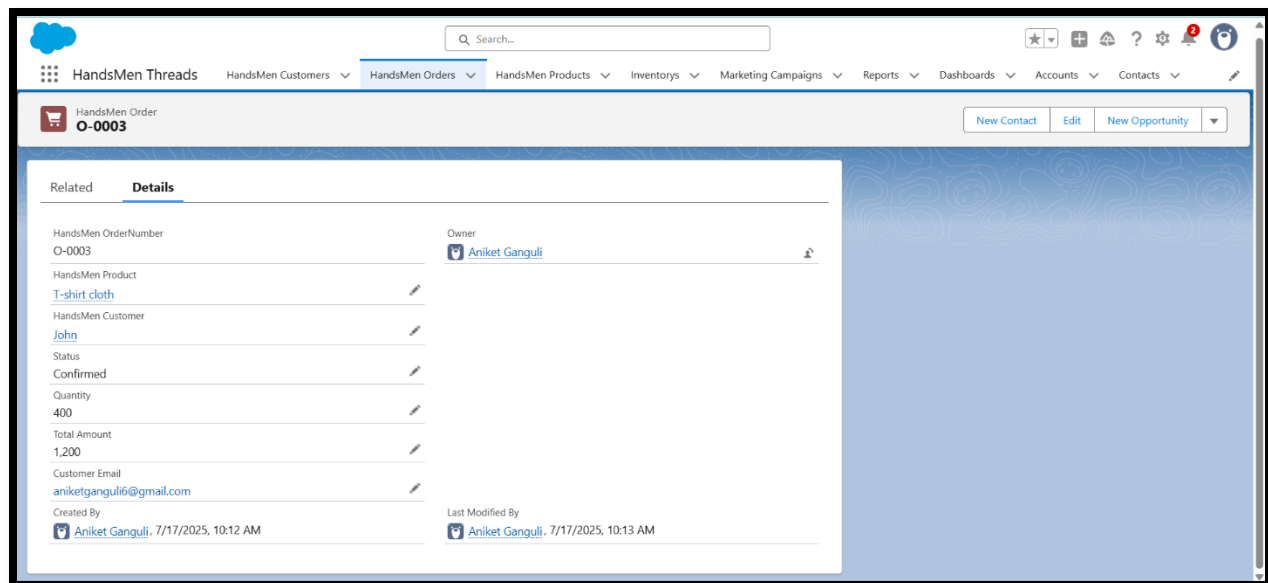 Search...
2
HandsMen Threads HandsMen Customers HandsMen Orders HandsMen Products Inventorys Marketing Campaigns Reports Dashboards Accounts Contacts
HandsMen Order
O-0003
New Contact Edit New Opportunity
Related Details
HandsMen OrderNumber
O-0003
Owner
Aniket Ganguli
HandsMen Product
T-shirt cloth
HandsMen Customer
John
Status
Confirmed
Quantity
400
Total Amount
1,200
Customer Email
aniketganguli6@gmail.com
Created By
Aniket Ganguli, 7/17/2025, 10:12 AM
Last Modified By
Aniket Ganguli, 7/17/2025, 10:13 AM